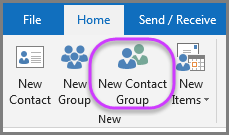 File Home Send / Receive
New Contact
New Group
New Contact Group
New Items
New